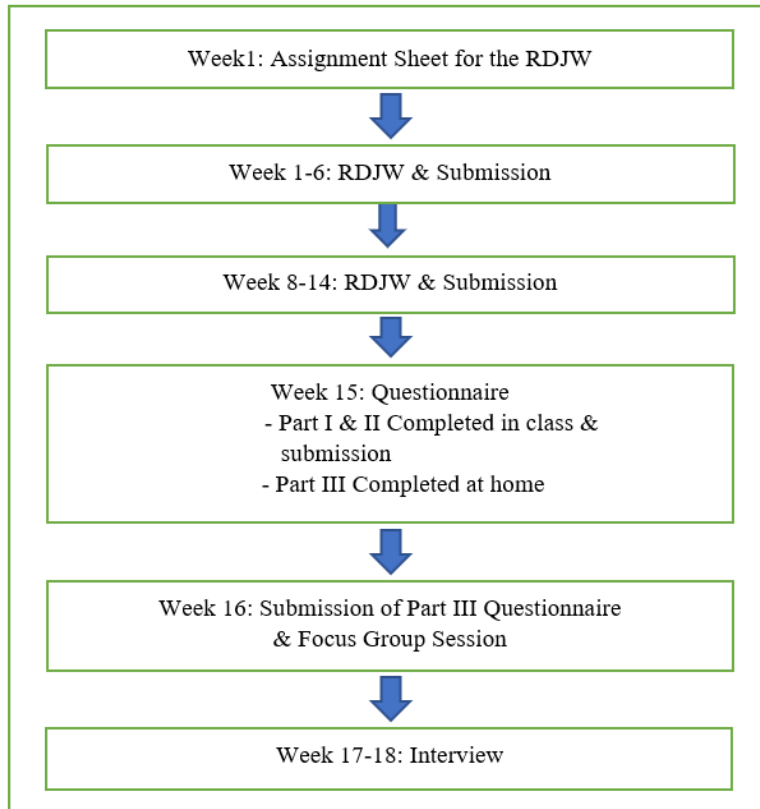 Week1: Assignment Sheet for the RDJW
Week 1-6: RDJW & Submission
Week 8-14: RDJW & Submission
Week 15: Questionnaire
- Part I & II Completed in class &
submission
- Part III Completed at home
Week 16: Submission of Part III Questionnaire
& Focus Group Session
Week 17-18: Interview